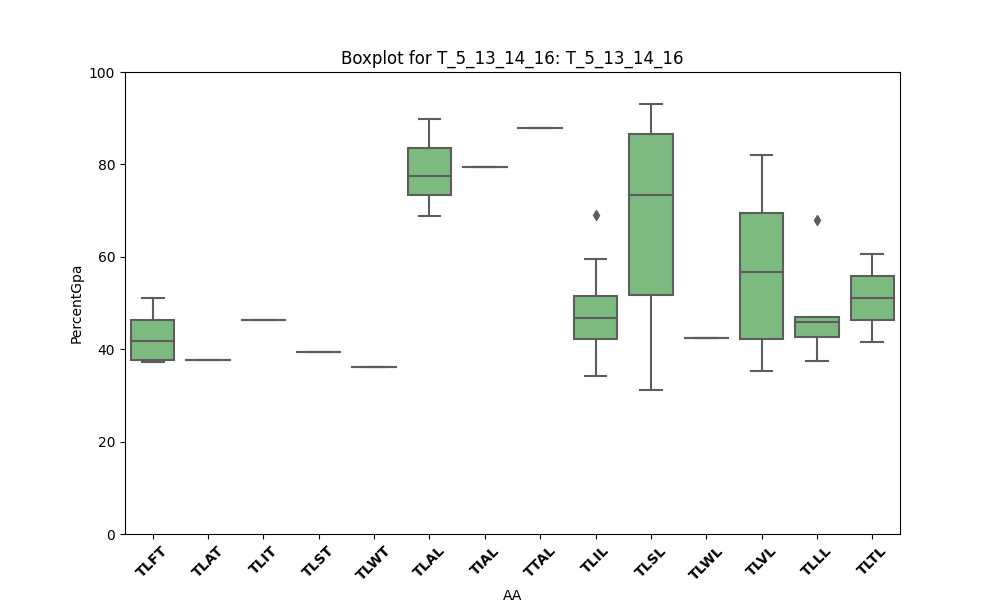 Boxplot for T_5_13_14_16: T_5_13_14_16
PercentGpa
100
80
60
40
20
0
TLFT TLAT TLIT TLST TLWT TLAL TIAL TTAL TLIL TLSL TLWL TLVL TLLL TLTL
AA